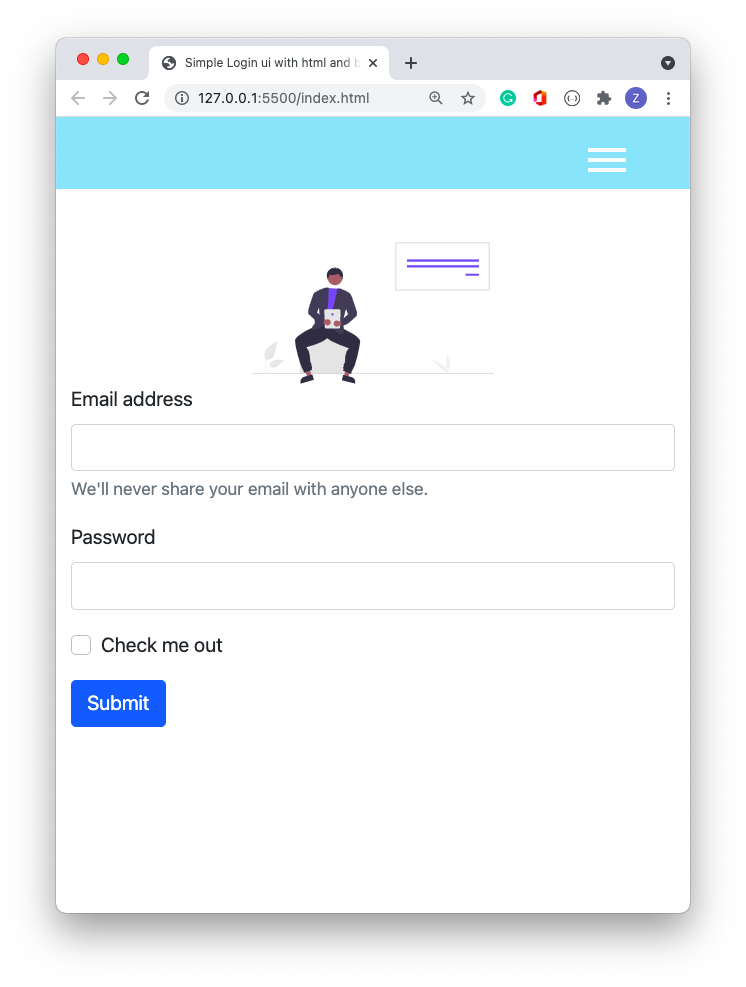 Simple Login ui with html and b
127.0.0.1:5500/index.html
Z
Email address
We'll never share your email with anyone else.
Password
Check me out
Submit